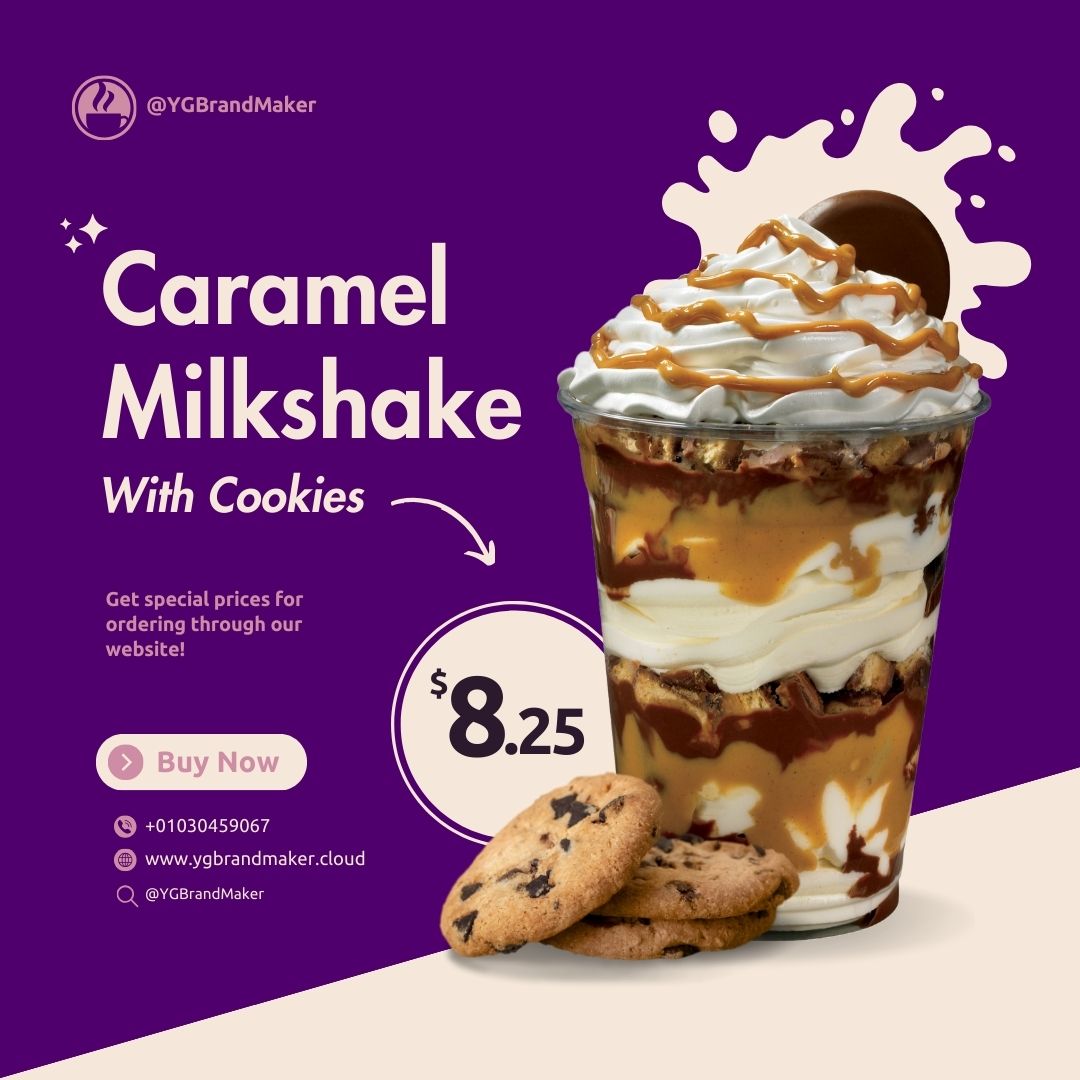 @YGBrandMaker
Caramel
Milkshake
With Cookies
Get special prices for
ordering through our
website!
$8.25
Buy Now
+01030459067
www.ygbrandmaker.cloud
@YGBrandMaker